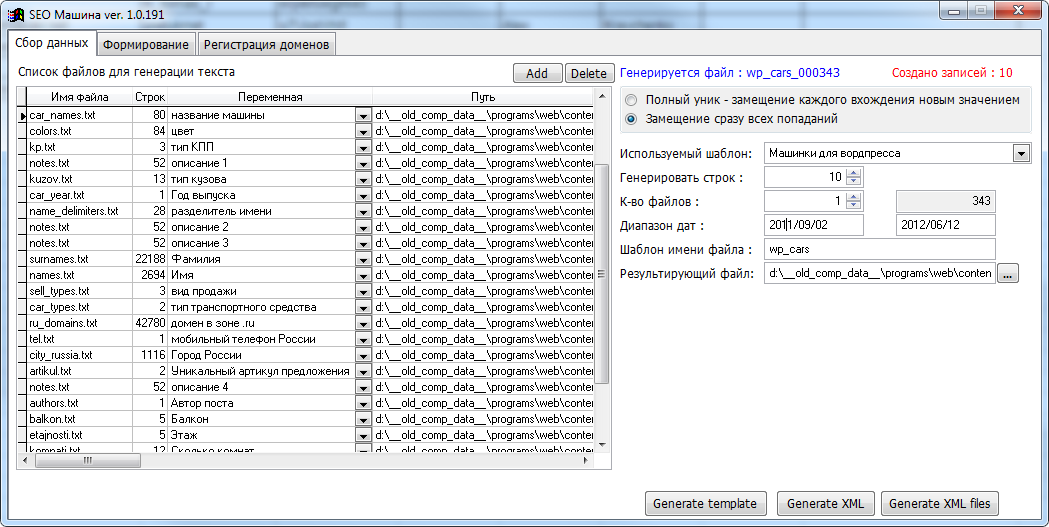 SEO Машина ver. 1.0.191
Сбор данных Формирование Регистрация доменов
Список файлов для генерации текста Add Delete
Имя файла Строк Переменная Путь
car_names.txt 80 название машины d:\__old_comp_data__\programs\web\conter
colors.txt 84 цвет d:\__old_comp_data__\programs\web\conter
kp.txt 3 тип КПП d:\__old_comp_data__\programs\web\conter
notes.txt 52 описание 1 d:\__old_comp_data__\programs\web\conter
kuzov.txt 13 тип кузова d:\__old_comp_data__\programs\web\conter
car_year.txt 1 Год выпуска d:\__old_comp_data__\programs\web\conter
name_delimiters.txt 28 разделитель имени d:\__old_comp_data__\programs\web\conter
notes.txt 52 описание 2 d:\__old_comp_data__\programs\web\conter
notes.txt 52 описание 3 d:\__old_comp_data__\programs\web\conter
surnames.txt 22188 Фамилия d:\__old_comp_data__\programs\web\conter
names.txt 2694 Имя d:\__old_comp_data__\programs\web\conter
sell_types.txt 3 вид продажи d:\__old_comp_data__\programs\web\conter
car_types.txt 2 тип транспортного средства d:\__old_comp_data__\programs\web\conter
ru_domains.txt 42780 домен в зоне .ru d:\__old_comp_data__\programs\web\conter
tel.txt 1 мобильный телефон России d:\__old_comp_data__\programs\web\conter
city_russia.txt 1116 Город России d:\__old_comp_data__\programs\web\conter
artikul.txt 2 Уникальный артикул предложения d:\__old_comp_data__\programs\web\conter
notes.txt 52 описание 4 d:\__old_comp_data__\programs\web\conter
authors.txt 1 Автор поста d:\__old_comp_data__\programs\web\conter
balkon.txt 5 Балкон d:\__old_comp_data__\programs\web\conter
etajnosti.txt 5 Этаж d:\__old_comp_data__\programs\web\conter
komnati.txt 12 Сколько комнат d:\__old_comp_data__\programs\web\conter
Генерируется файл : wp_cars_000343 Создано записей : 10
Полный уник - замещение каждого вхождения новым значением
Замещение сразу всех попаданий
Используемый шаблон: Машинки для вордпресса
Генерировать строк : 10
К-во файлов : 1 343
Диапазон дат : 2011/09/02 2012/06/12
Шаблон имени файла : wp_cars
Результирующий файл: d:\__old_comp_data__\programs\web\conten ...
Generate template Generate XML Generate XML files